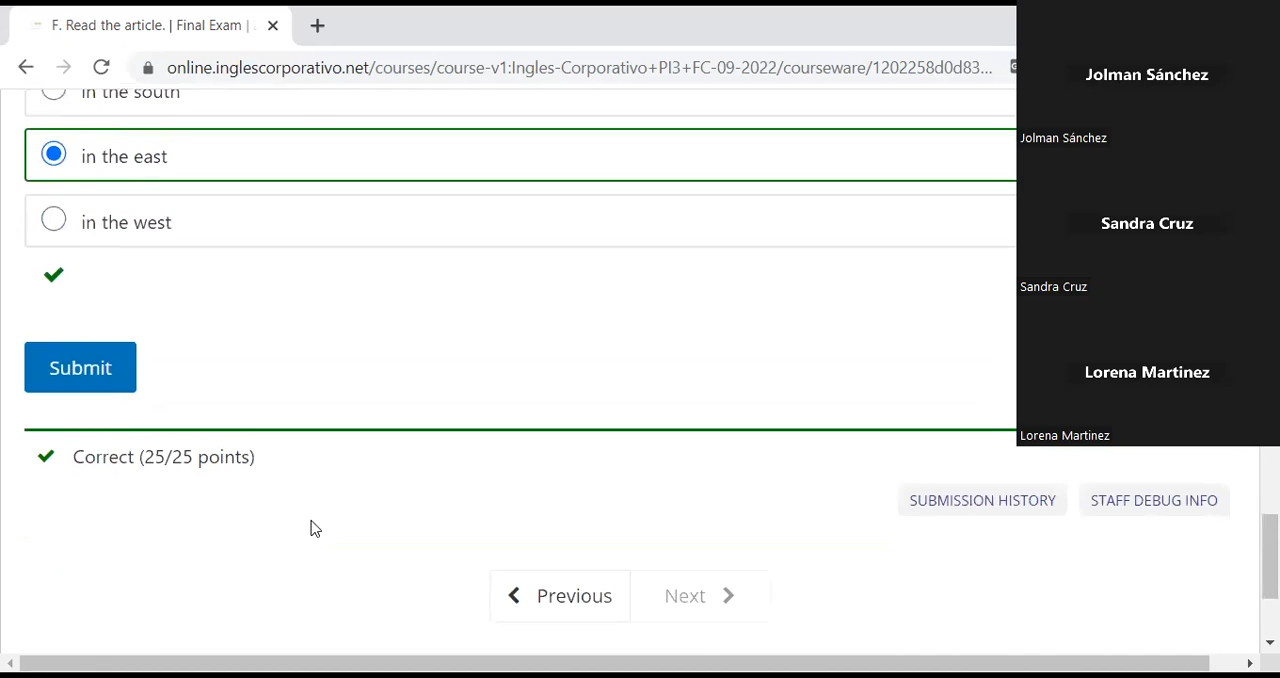 F. Read the article. | Final Exam |
online.inglescorporativo.net/courses/course-v1:Ingles-Corporativo+PI3+FC-09-2022/courseware/1202258d0d83...
in the south
in the east
in the west
Submit
Correct (25/25 points)
SUBMISSION HISTORY
STAFF DEBUG INFO
Previous
Next
Jolman Sánchez
Jolman Sánchez
Sandra Cruz
Sandra Cruz
Lorena Martinez
Lorena Martinez